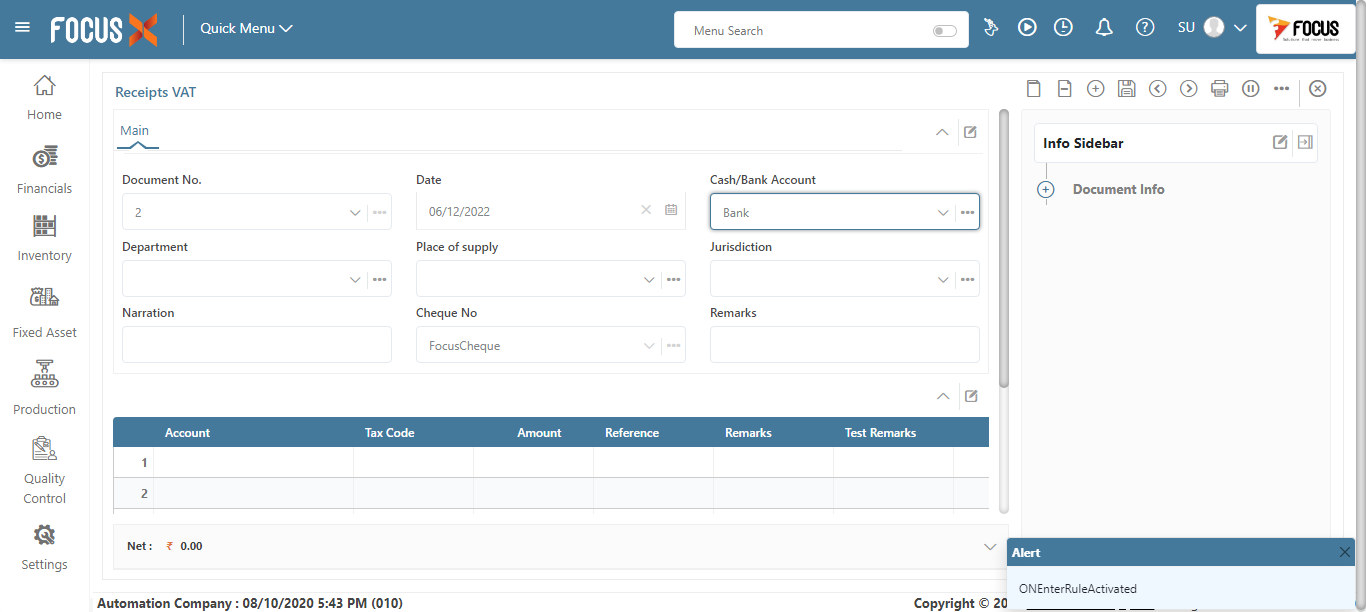 FOCUS X
Quick Menu
Menu Search
SU
FOCUS
Home
Financials
Inventory
Fixed Asset
Production
Quality
Control
Settings
Receipts VAT
Main
Document No.
Date
Cash/Bank Account
2
06/12/2022
Bank
Department
Place of supply
Jurisdiction
Narration
Cheque No
Remarks
FocusCheque
Account
Tax Code
Amount
Reference
Remarks
Test Remarks
1
2
Net : ₹ 0.00
Info Sidebar
Document Info
Alert
ONEnterRuleActivated
Automation Company : 08/10/2020 5:43 PM (010)
Copyright © 20